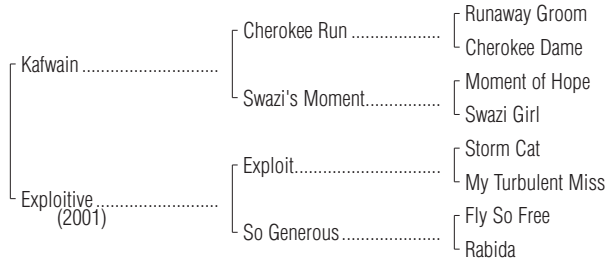 Runaway Groom
Cherokee Run ...................
Cherokee Dame
Kafwain .............................
Moment of Hope
Swazi's Moment................
Swazi Girl
Storm Cat
Exploit...............................
My Turbulent Miss
Exploitive ..........................
(2001)
Fly So Free
So Generous .....................
Rabida